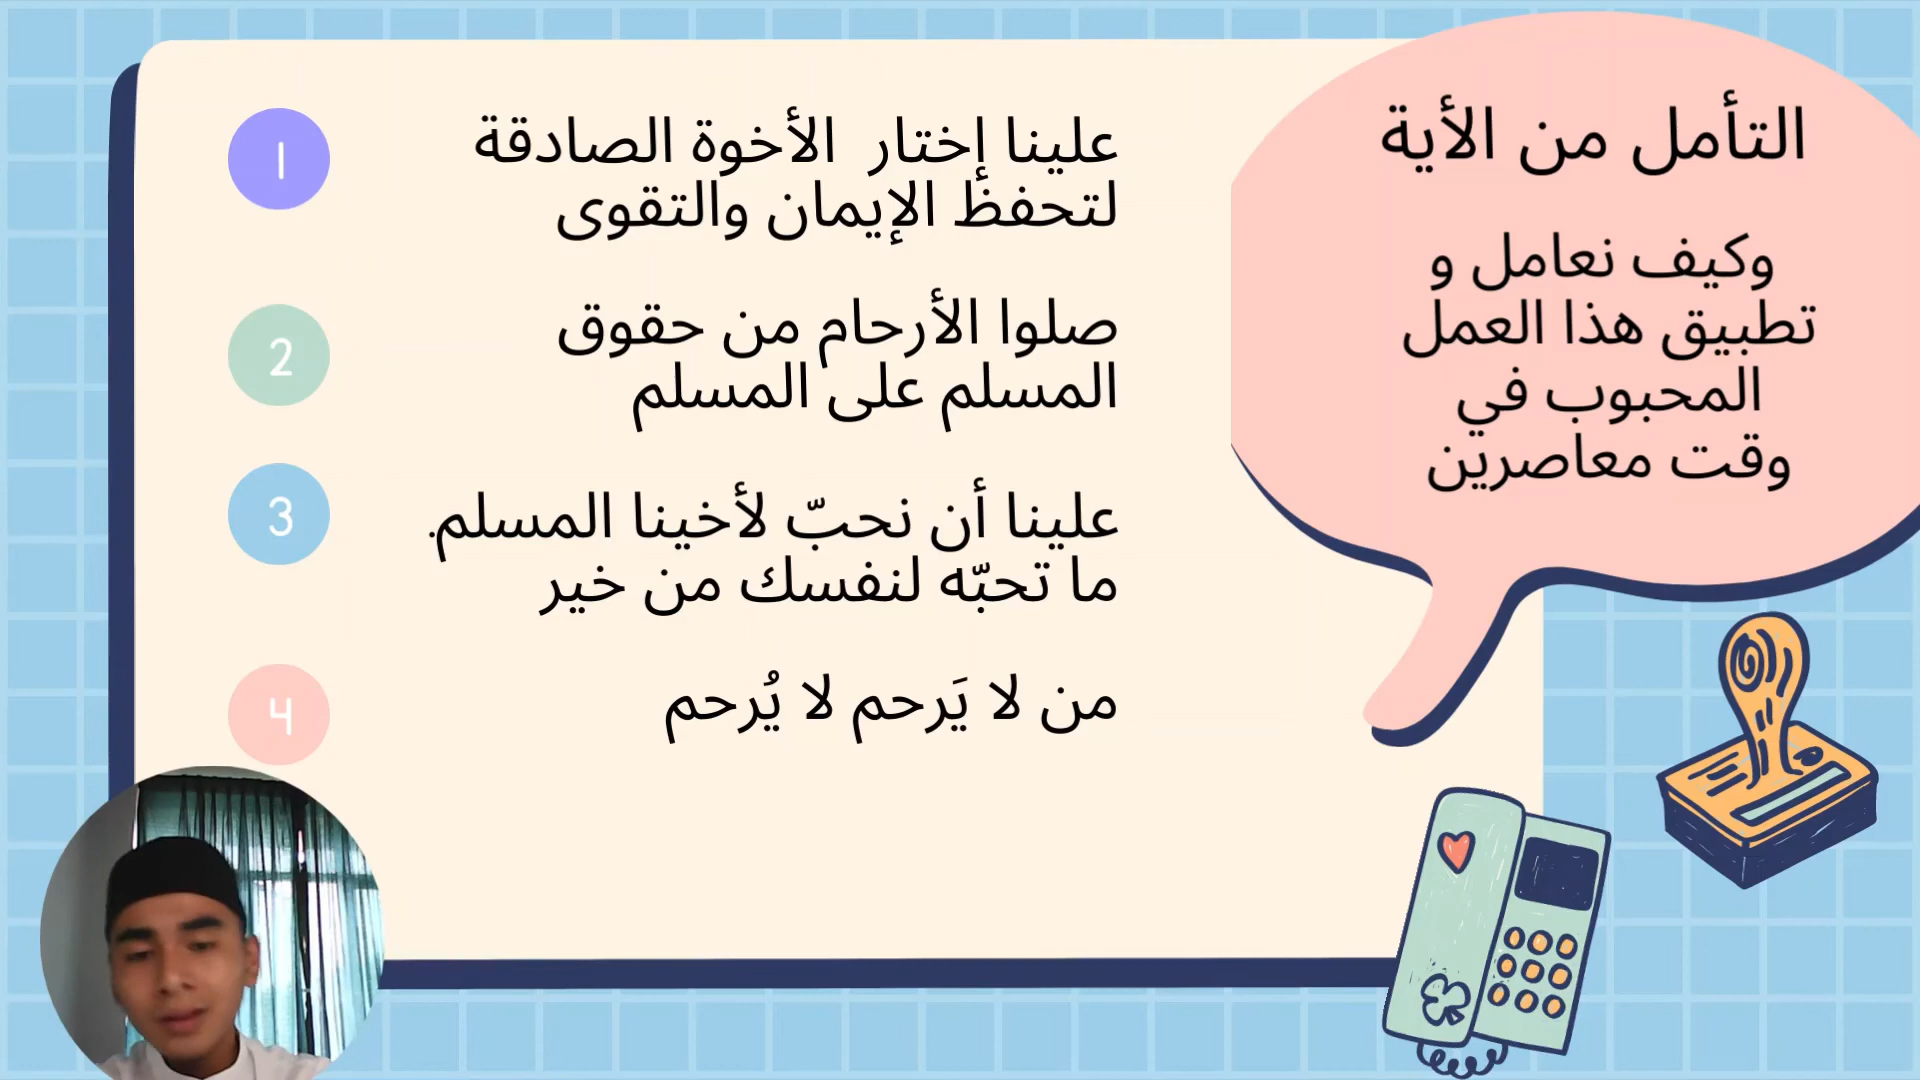 التأمل من الأية
وكيف نعامل و
تطبيق هذا العمل
المحبوب في
وقت معاصرين
1
علينا إختار الأخوة الصادقة
لتحفظ الإيمان والتقوى
2
صلوا الأرحام من حقوق
المسلم على المسلم
3
علينا أن نحبّ لأخينا المسلم.
ما تحبّه لنفسك من خير
4
من لا يَرحم لا يُرحم